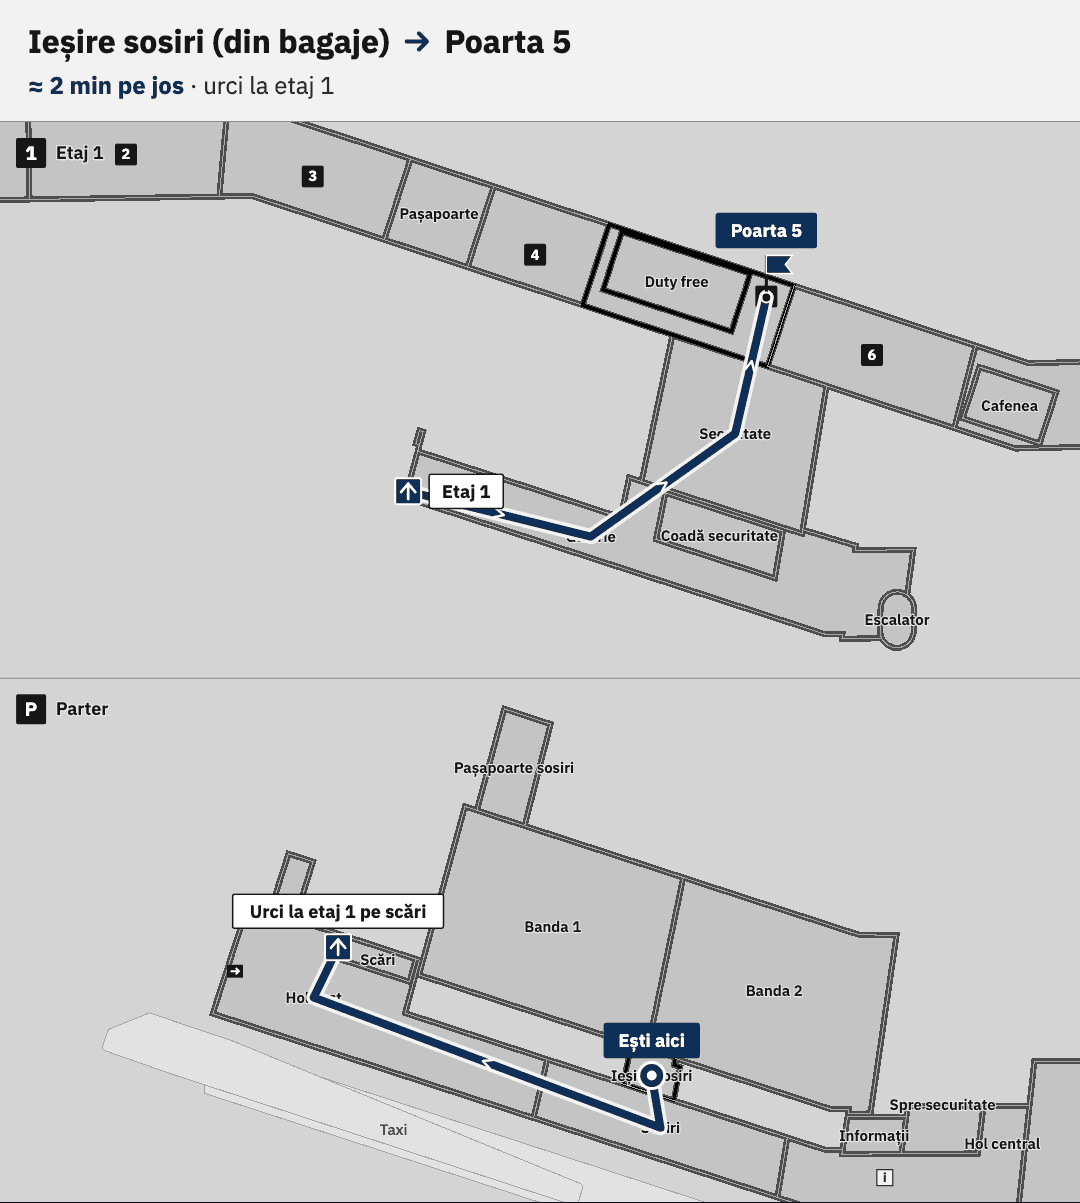 Ieșire sosiri (din bagaje) → Poarta 5
≈ 2 min pe jos · urci la etaj 1
1 Etaj 1 2
3
Pașapoarte
4
Poarta 5
Duty free
6
Cafenea
Etaj 1
Coadă securitate
Escalator
P Parter
Pașapoarte sosiri
Urci la etaj 1 pe scări
Scări
Banda 1
Banda 2
Ești aici
Spre securitate
Informații
Hol central
Taxi
i